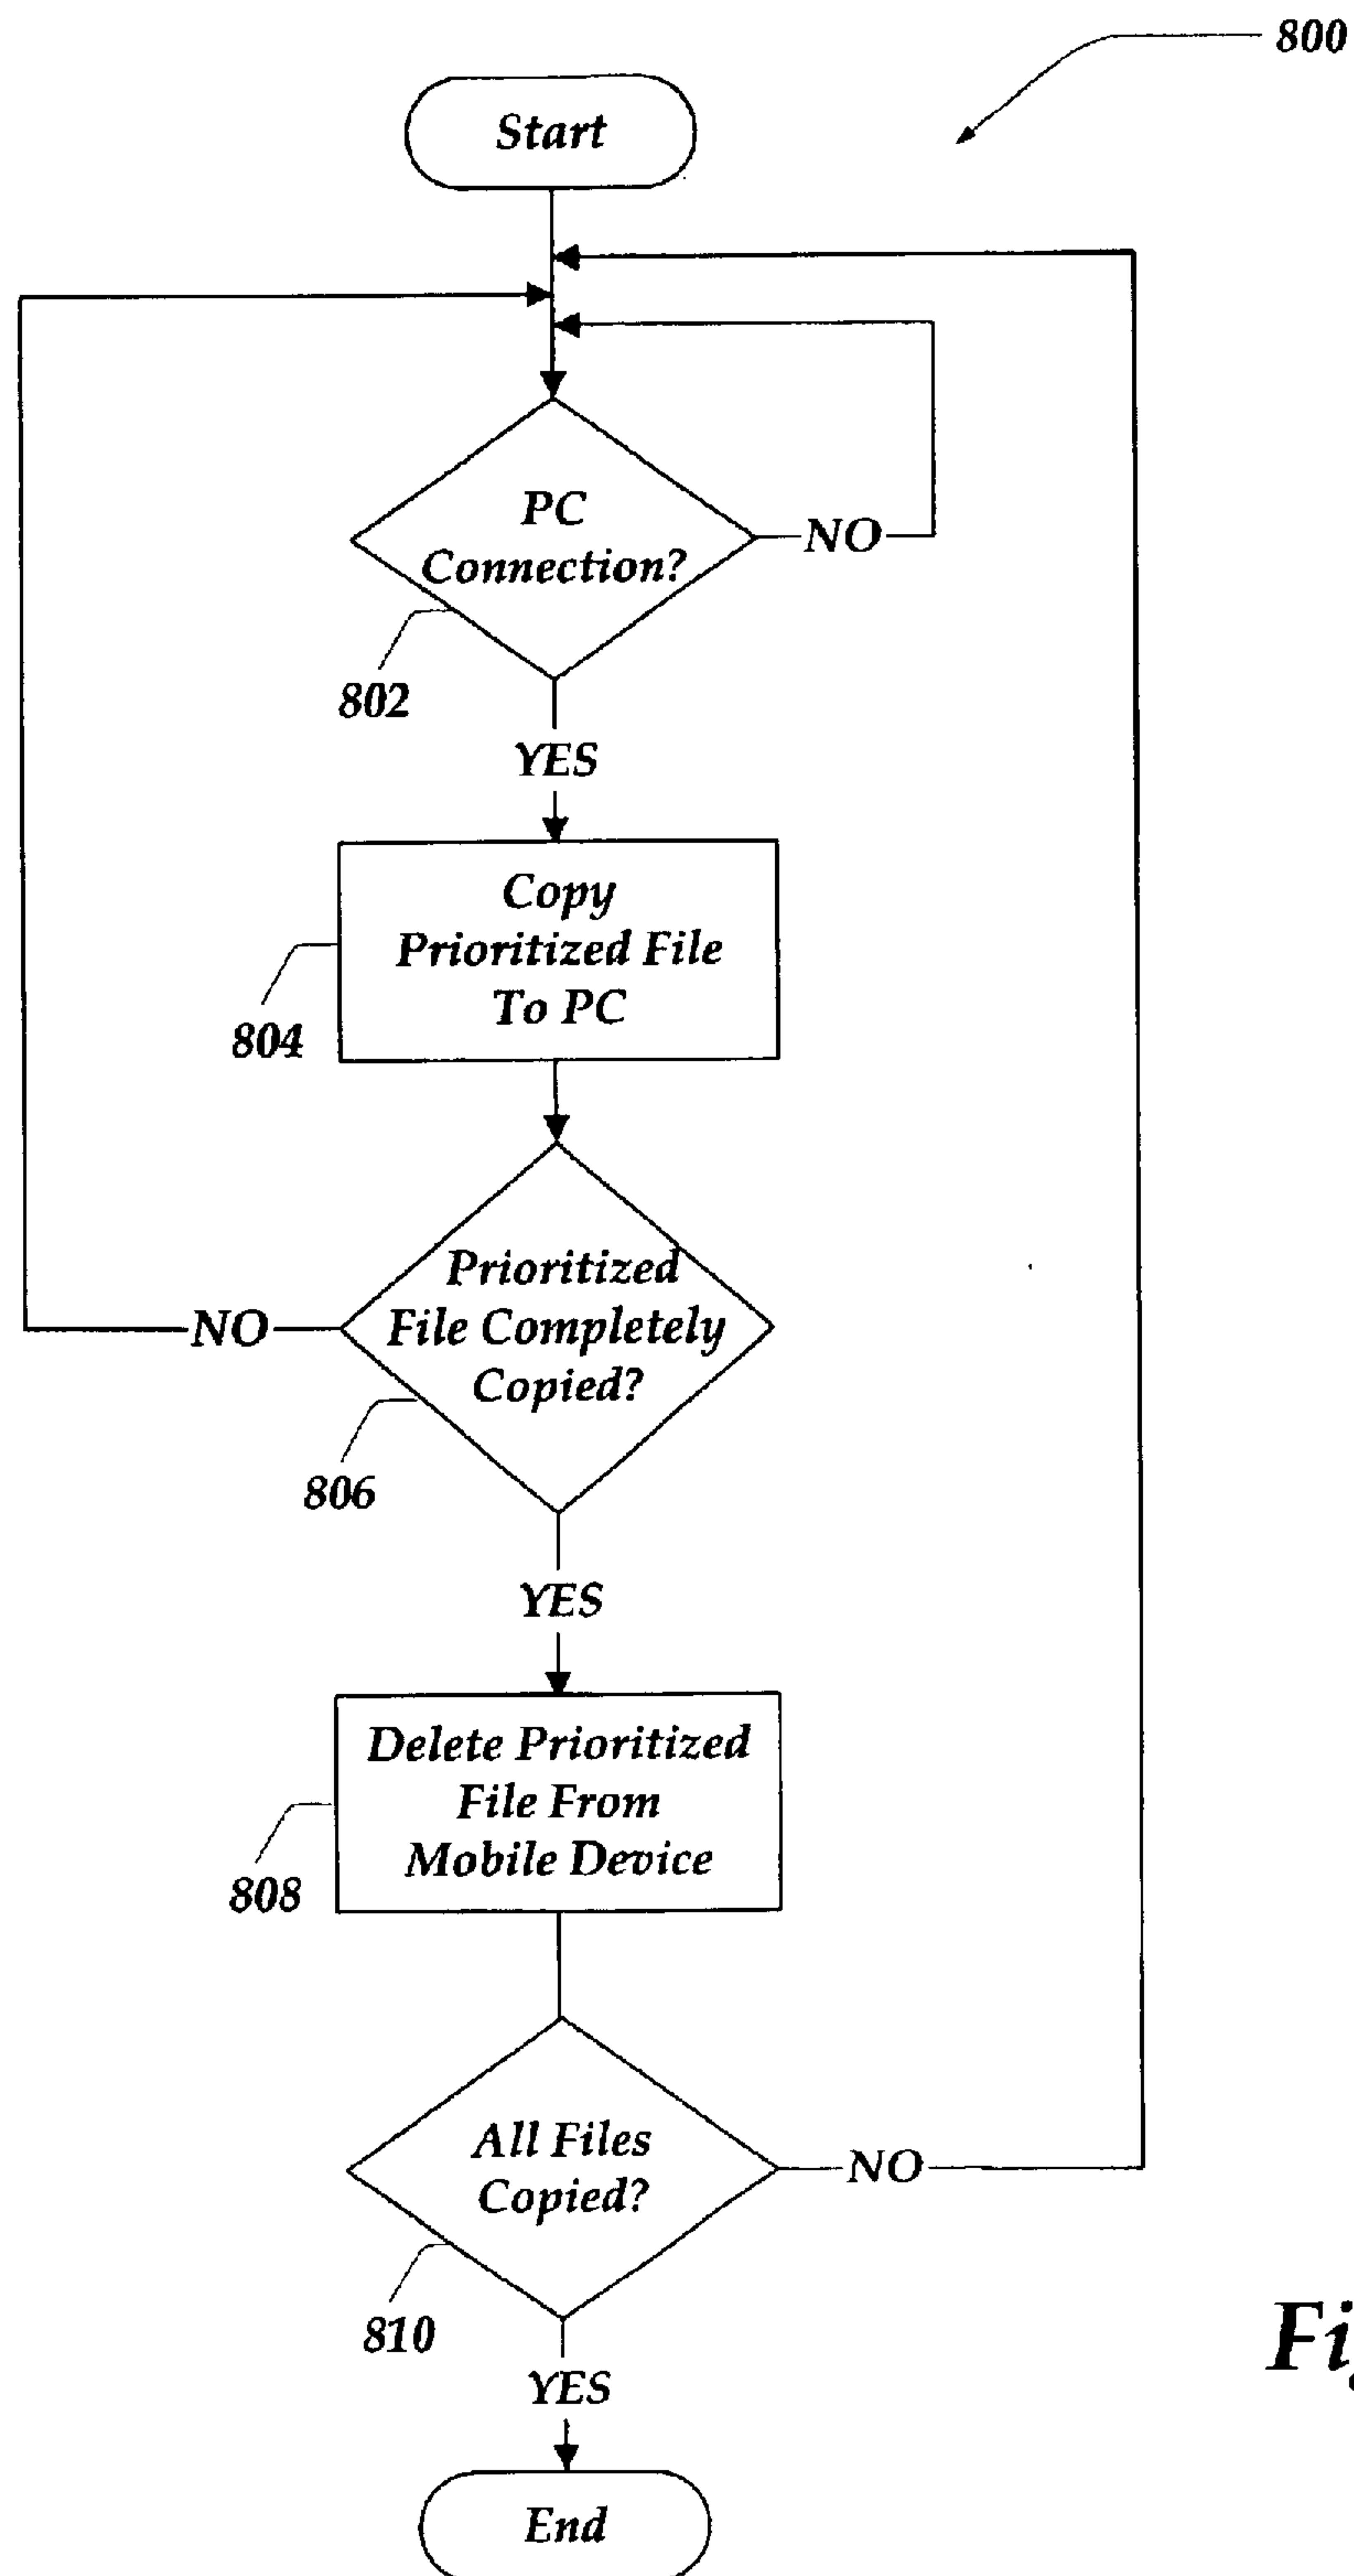 800
Start
PC
Connection?
NO
802
YES
Copy
Prioritized File
To PC
804
Prioritized
File Completely
Copied?
NO
806
YES
Delete Prioritized
File From
Mobile Device
808
All Files
Copied?
NO
810
YES
End